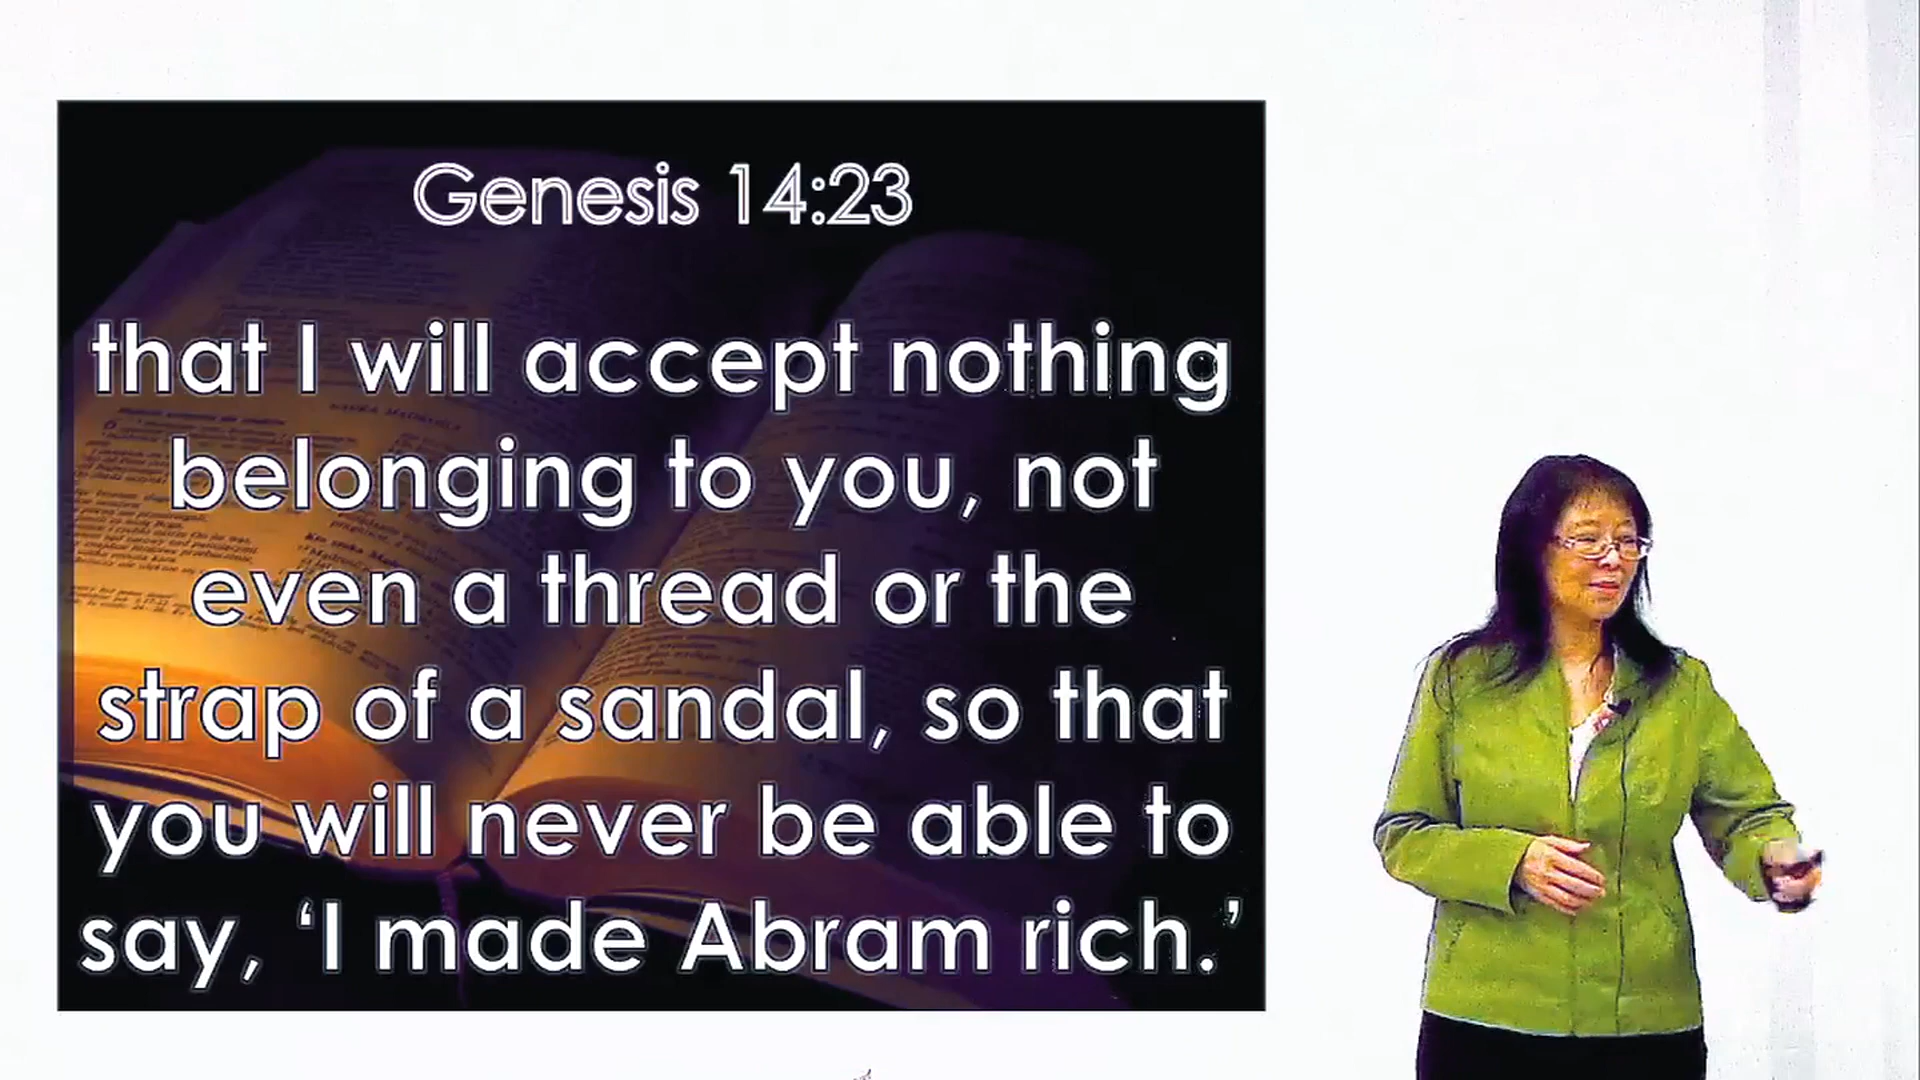 Genesis 14:23
that I will accept nothing
belonging to you, not
even a thread or the
strap of a sandal, so that
you will never be able to
say, ‘I made Abram rich.’